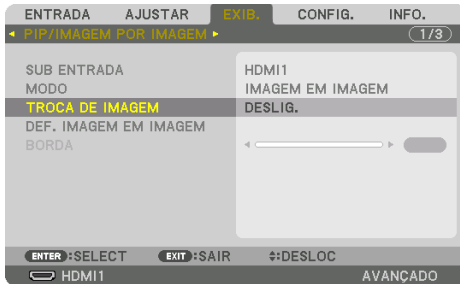 ENTRADA AJUSTAR EXIB. CONFIG. INFO.
PIP/IMAGEM POR IMAGEM 1/3
SUB ENTRADA HDMI1
MODO IMAGEM EM IMAGEM
TROCA DE IMAGEM DESLIG.
DEF. IMAGEM EM IMAGEM
BORDA
ENTER :SELECT EXIT :SAIR :DESLOC
HDMI1 AVANÇADO